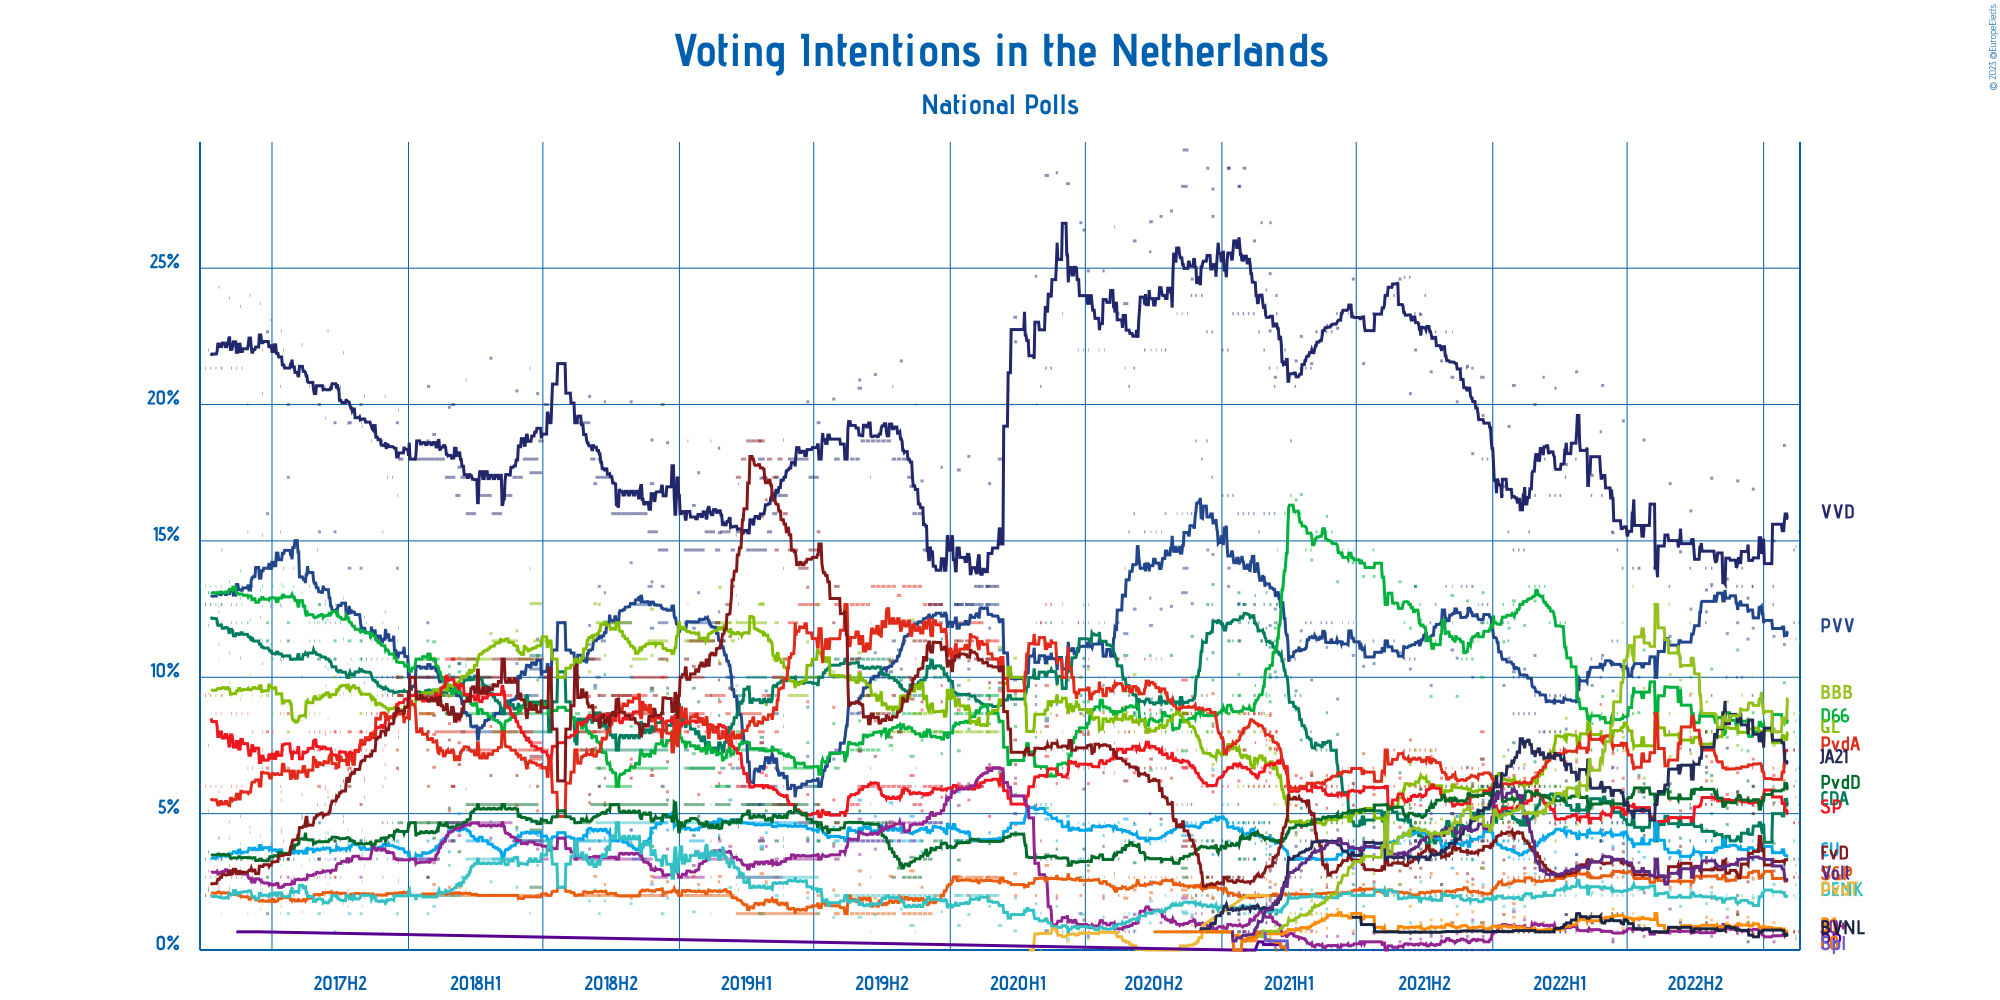 © 2023 @EuropeElects
Voting Intentions in the Netherlands
National Polls
25%
20%
15%
10%
5%
0%
VVD
PVV
BBB
D66
GL
PvdA
JA21
PvdD
CDA
SP
CU
FvD
Volt
SGP
DENK
BVNL
2017H2
2018H1
2018H2
2019H1
2019H2
2020H1
2020H2
2021H1
2021H2
2022H1
2022H2